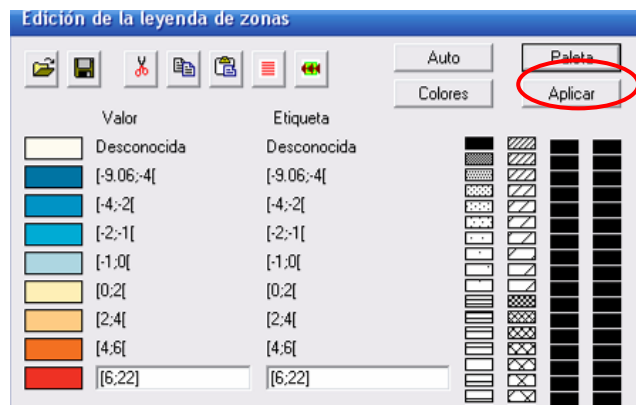 Edición de la leyenda de zonas
Auto Paleta
Colores Aplicar
Valor Etiqueta
Desconocida Desconocida
[-9.06;-4[ [-9.06;-4[
[-4;-2[ [-4;-2[
[-2;-1[ [-2;-1[
[-1;0[ [-1;0[
[0;2[ [0;2[
[2;4[ [2;4[
[4;6[ [4;6[
[6;22] [6;22]